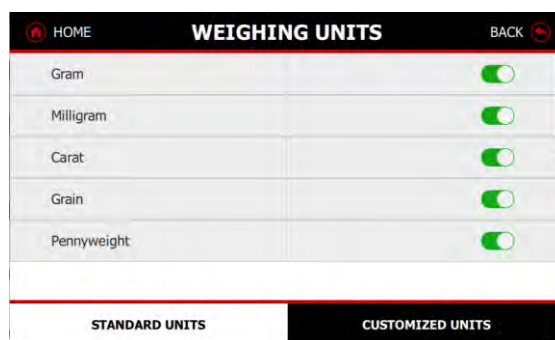 HOME WEIGHING UNITS BACK
Gram
Milligram
Carat
Grain
Pennyweight
STANDARD UNITS CUSTOMIZED UNITS